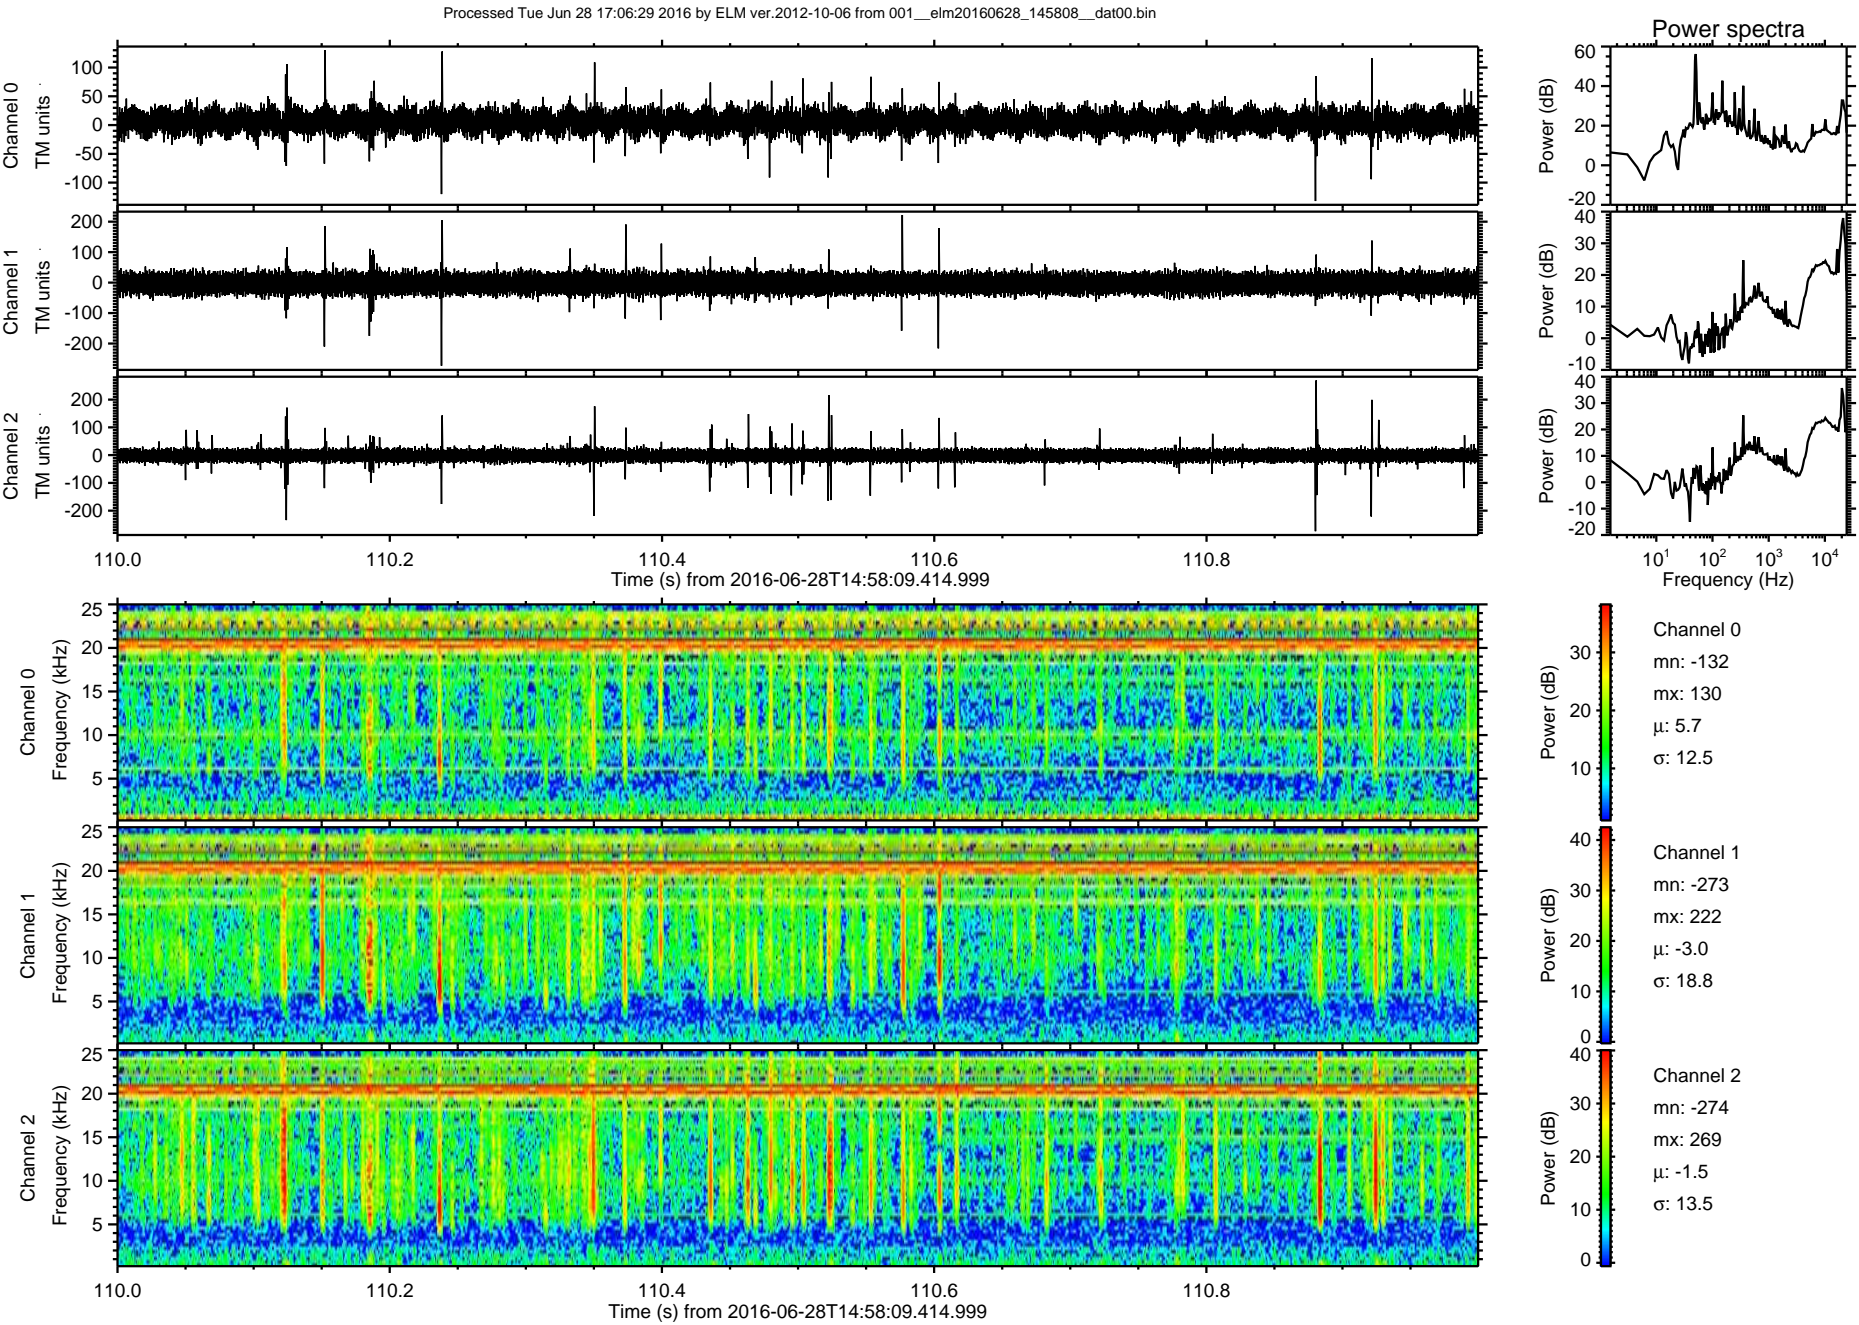 Processed Tue Jun 28 17:06:29 2016 by ELM ver.2012-10-06 from 001__elm20160628_145808__dat00.bin
Power spectra
Channel 0
TM units
100
50
0
-50
-100
Power (dB)
60
40
20
0
-20
Channel 1
TM units
200
100
0
-100
-200
Power (dB)
40
30
20
10
0
-10
Channel 2
TM units
200
100
0
-100
-200
Power (dB)
40
30
20
10
0
-10
-20
110.0 110.2 110.4 110.6 110.8
Time (s) from 2016-06-28T14:58:09.414.999
10¹ 10² 10³ 10⁴
Frequency (Hz)
Channel 0
Frequency (kHz)
25
20
15
10
5
Power (dB)
30
20
10
Channel 0
mn: -132
mx: 130
μ: 5.7
σ: 12.5
Channel 1
Frequency (kHz)
25
20
15
10
5
Power (dB)
40
30
20
10
0
Channel 1
mn: -273
mx: 222
μ: -3.0
σ: 18.8
Channel 2
Frequency (kHz)
25
20
15
10
5
Power (dB)
40
30
20
10
0
Channel 2
mn: -274
mx: 269
μ: -1.5
σ: 13.5
110.0 110.2 110.4 110.6 110.8
Time (s) from 2016-06-28T14:58:09.414.999